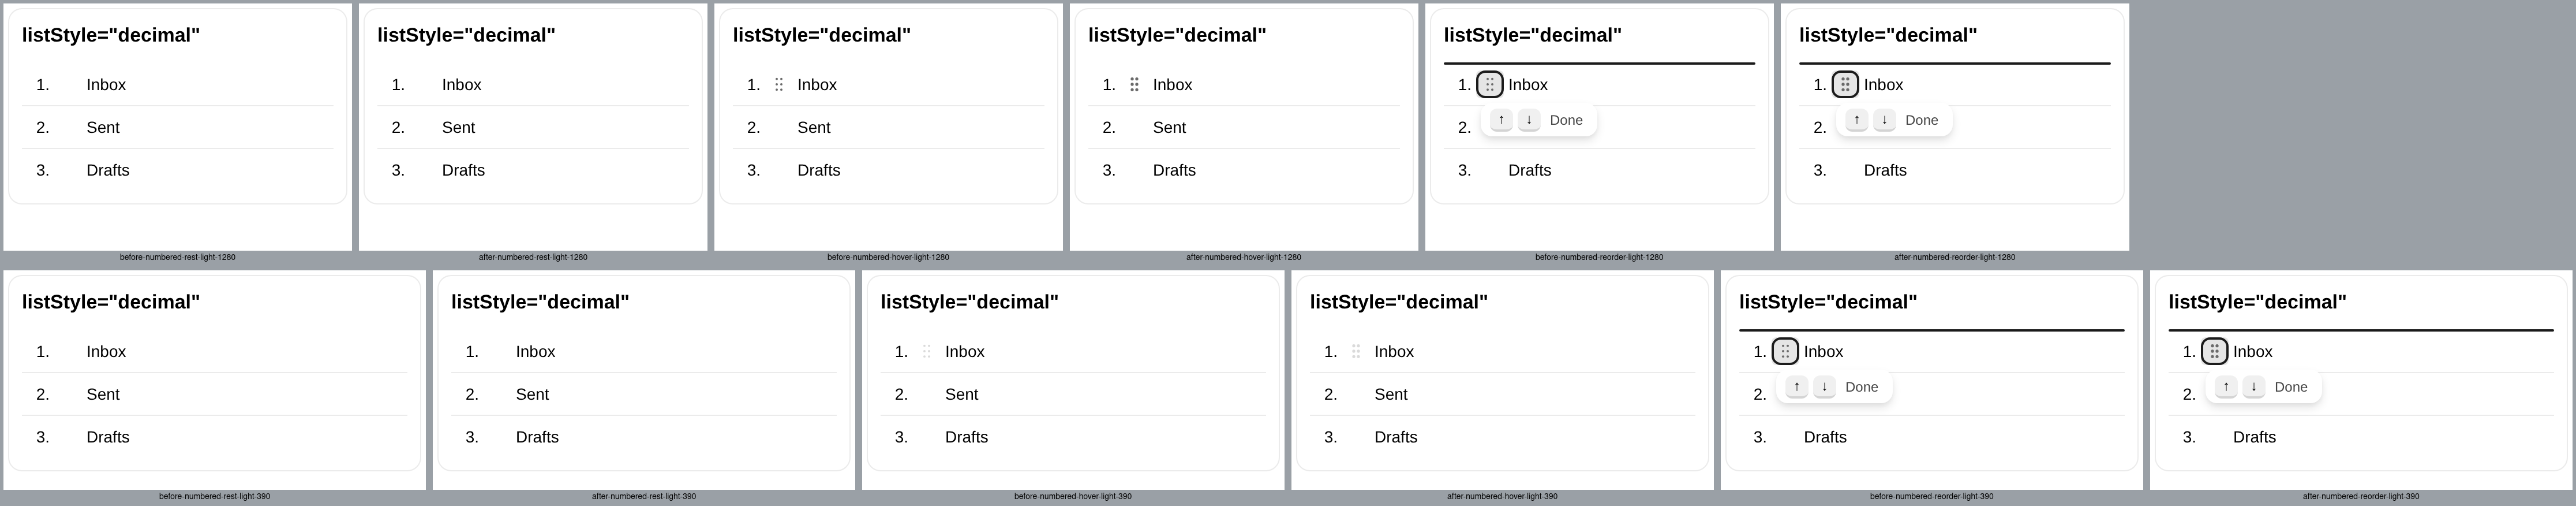 listStyle="decimal"
1. Inbox
2. Sent
3. Drafts
before-numbered-rest-light-1280
listStyle="decimal"
1. Inbox
2. Sent
3. Drafts
after-numbered-rest-light-1280
listStyle="decimal"
1. Inbox
2. Sent
3. Drafts
before-numbered-hover-light-1280
listStyle="decimal"
1. Inbox
2. Sent
3. Drafts
after-numbered-hover-light-1280
listStyle="decimal"
1. Inbox
2. ↑ ↓ Done
3. Drafts
before-numbered-reorder-light-1280
listStyle="decimal"
1. Inbox
2. ↑ ↓ Done
3. Drafts
after-numbered-reorder-light-1280
listStyle="decimal"
1. Inbox
2. Sent
3. Drafts
before-numbered-rest-light-390
listStyle="decimal"
1. Inbox
2. Sent
3. Drafts
after-numbered-rest-light-390
listStyle="decimal"
1. Inbox
2. Sent
3. Drafts
before-numbered-hover-light-390
listStyle="decimal"
1. Inbox
2. Sent
3. Drafts
after-numbered-hover-light-390
listStyle="decimal"
1. Inbox
2. ↑ ↓ Done
3. Drafts
before-numbered-reorder-light-390
listStyle="decimal"
1. Inbox
2. ↑ ↓ Done
3. Drafts
after-numbered-reorder-light-390